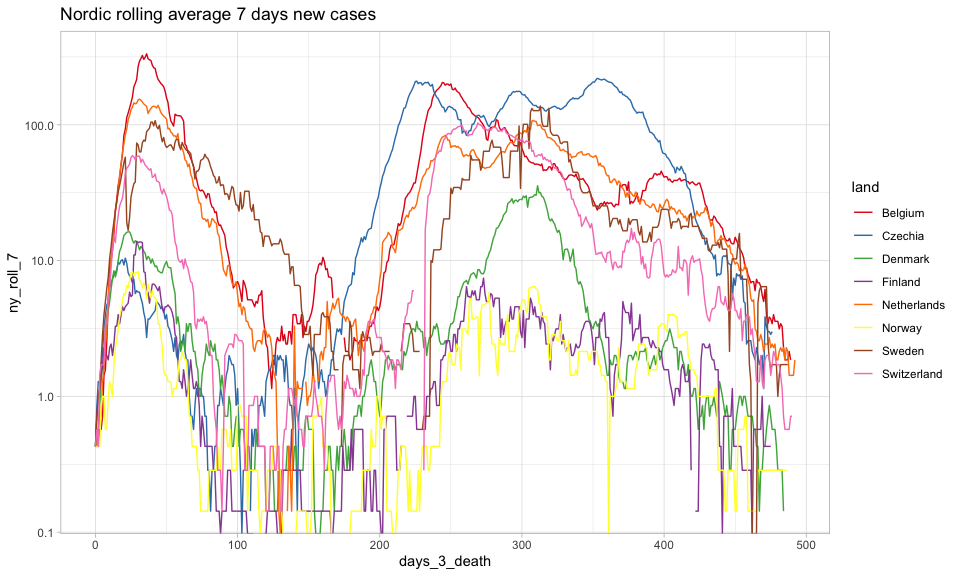 Nordic rolling average 7 days new cases
ny_roll_7
100.0
10.0
1.0
0.1
0
100
200
300
400
500
days_3_death
land
Belgium
Czechia
Denmark
Finland
Netherlands
Norway
Sweden
Switzerland